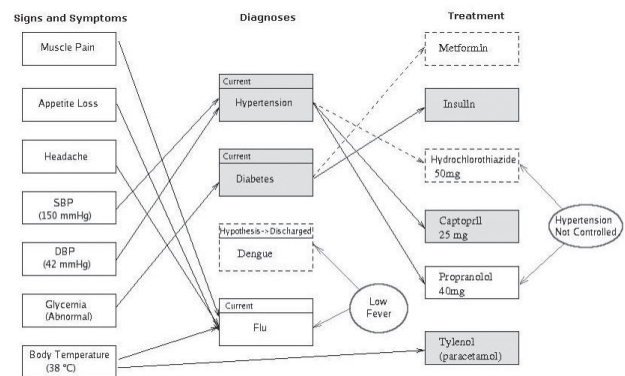 Signs and Symptoms
Diagnoses
Treatment
Muscle Pain
Appetite Loss
Headache
SBP
(150 mmHg)
DBP
(42 mmHg)
Glycemia
(Abnormal)
Body Temperature
(38 °C)
Current
Hypertension
Current
Diabetes
Hypothesis->Discharged
Dengue
Current
Flu
Low
Fever
Metformin
Insulin
Hydrochlorothiazide
50mg
Captopril
25 mg
Propranolol
40mg
Tylenol
(paracetamol)
Hypertension
Not Controlled